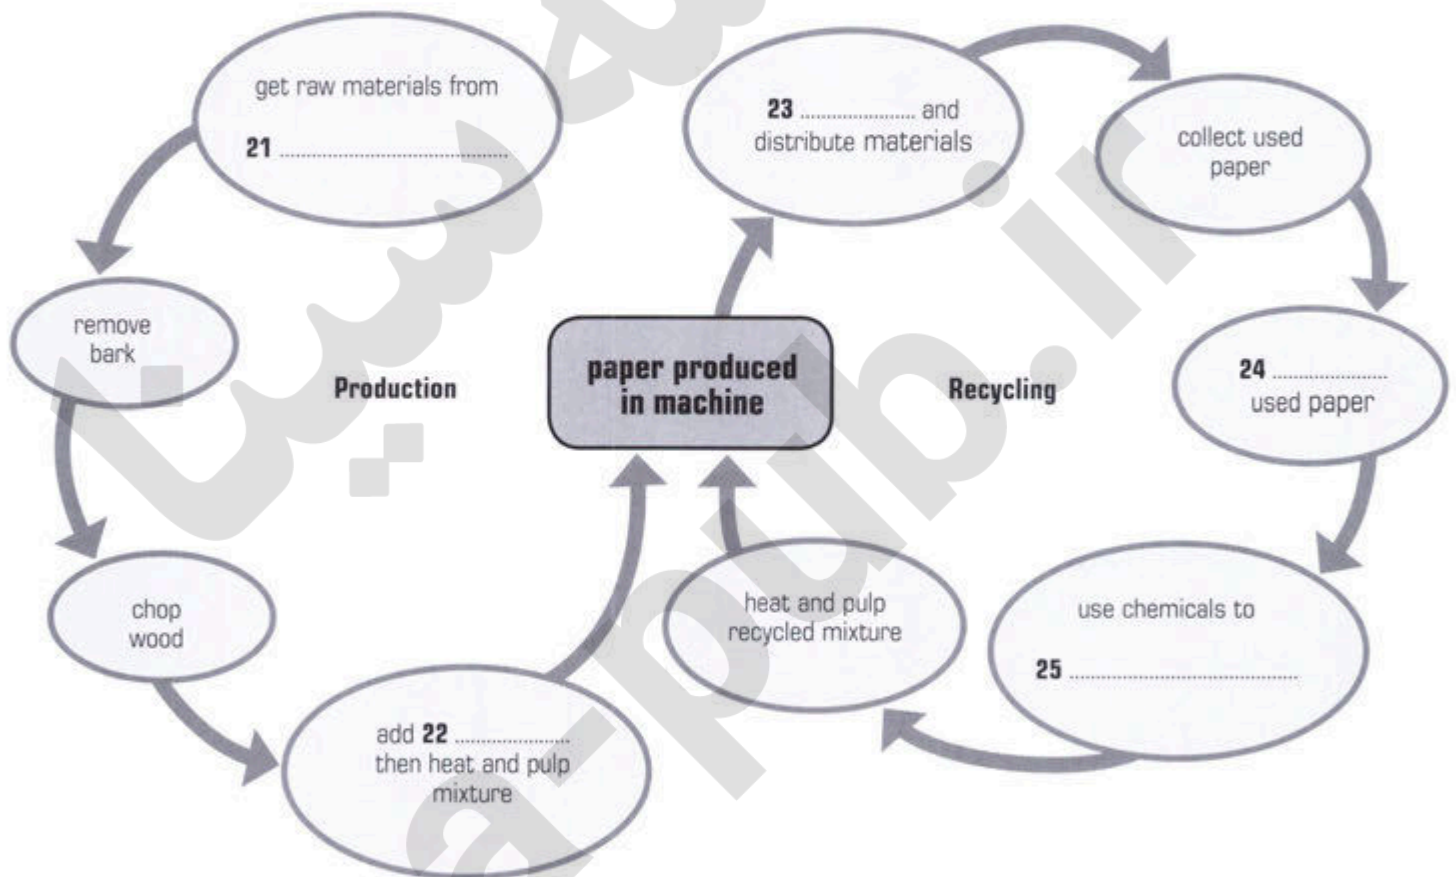 get raw materials from
21 ........................................
remove
bark
chop
wood
add 22 ....................
then heat and pulp
mixture
Production
paper produced
in machine
Recycling
23 .................... and
distribute materials
collect used
paper
24 ....................
used paper
use chemicals to
25 ........................................
heat and pulp
recycled mixture
a-pub.ir